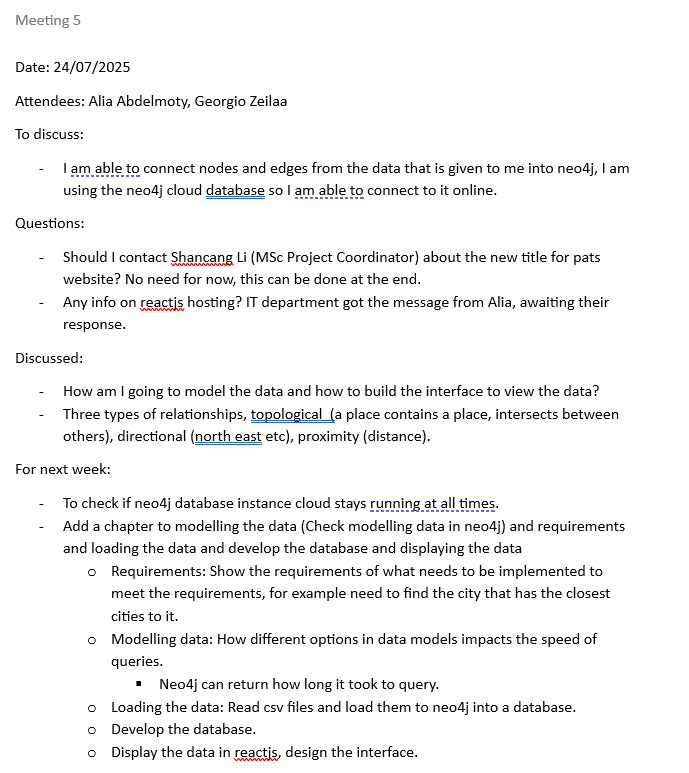 Meeting 5
Date: 24/07/2025
Attendees: Alia Abdelmoty, Georgio Zeilaa
To discuss:
- I am able to connect nodes and edges from the data that is given to me into neo4j, I am
using the neo4j cloud database so I am able to connect to it online.
Questions:
- Should I contact Shancang Li (MSc Project Coordinator) about the new title for pats
website? No need for now, this can be done at the end.
- Any info on reactjs hosting? IT department got the message from Alia, awaiting their
response.
Discussed:
- How am I going to model the data and how to build the interface to view the data?
- Three types of relationships, topological (a place contains a place, intersects between
others), directional (north east etc), proximity (distance).
For next week:
- To check if neo4j database instance cloud stays running at all times.
- Add a chapter to modelling the data (Check modelling data in neo4j) and requirements
and loading the data and develop the database and displaying the data
o Requirements: Show the requirements of what needs to be implemented to
meet the requirements, for example need to find the city that has the closest
cities to it.
o Modelling data: How different options in data models impacts the speed of
queries.
▪ Neo4j can return how long it took to query.
o Loading the data: Read csv files and load them to neo4j into a database.
o Develop the database.
o Display the data in reactjs, design the interface.